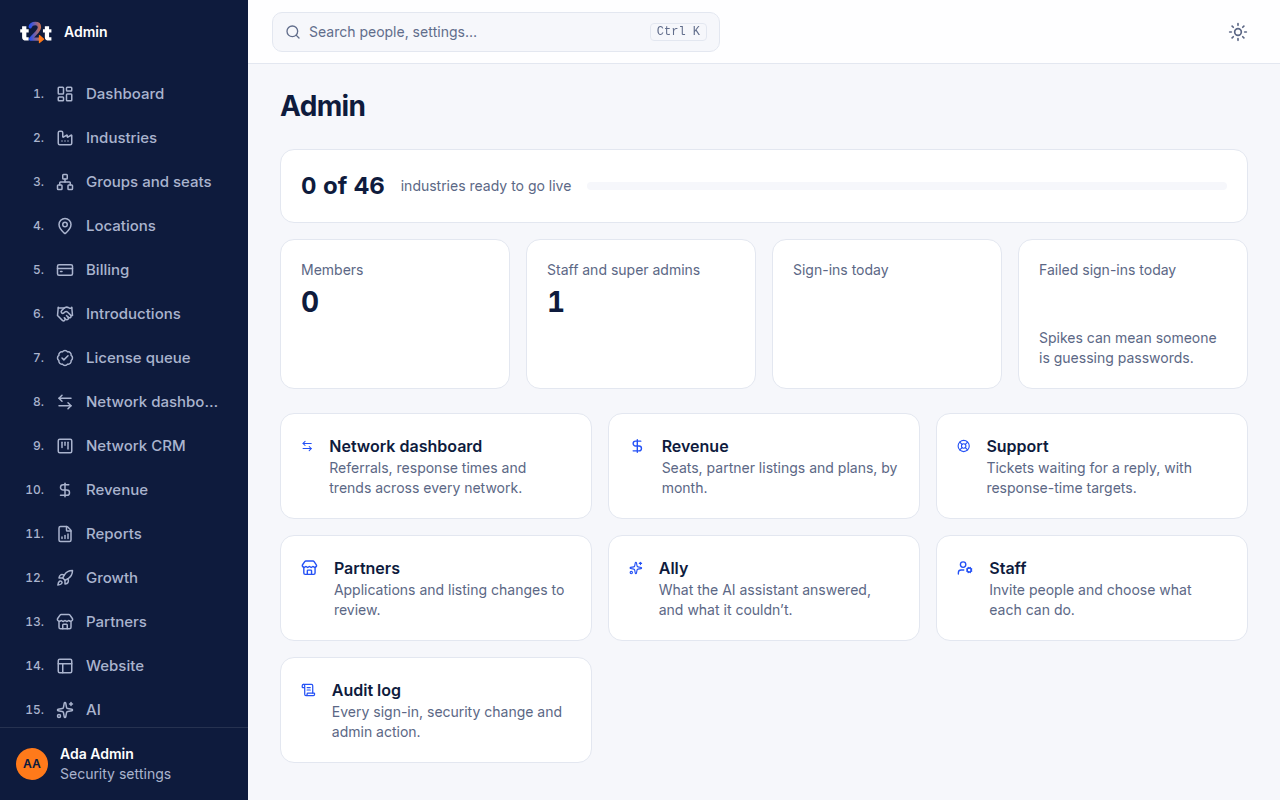 t2t Admin
Search people, settings...
Ctrl K
1. Dashboard
2. Industries
3. Groups and seats
4. Locations
5. Billing
6. Introductions
7. License queue
8. Network dashbo...
9. Network CRM
10. Revenue
11. Reports
12. Growth
13. Partners
14. Website
15. AI
AA
Ada Admin
Security settings
Admin
0 of 46 industries ready to go live
Members
0
Staff and super admins
1
Sign-ins today
Failed sign-ins today
Spikes can mean someone
is guessing passwords.
Network dashboard
Referrals, response times and
trends across every network.
Revenue
Seats, partner listings and plans, by
month.
Support
Tickets waiting for a reply, with
response-time targets.
Partners
Applications and listing changes to
review.
Ally
What the AI assistant answered,
and what it couldn’t.
Staff
Invite people and choose what
each can do.
Audit log
Every sign-in, security change and
admin action.